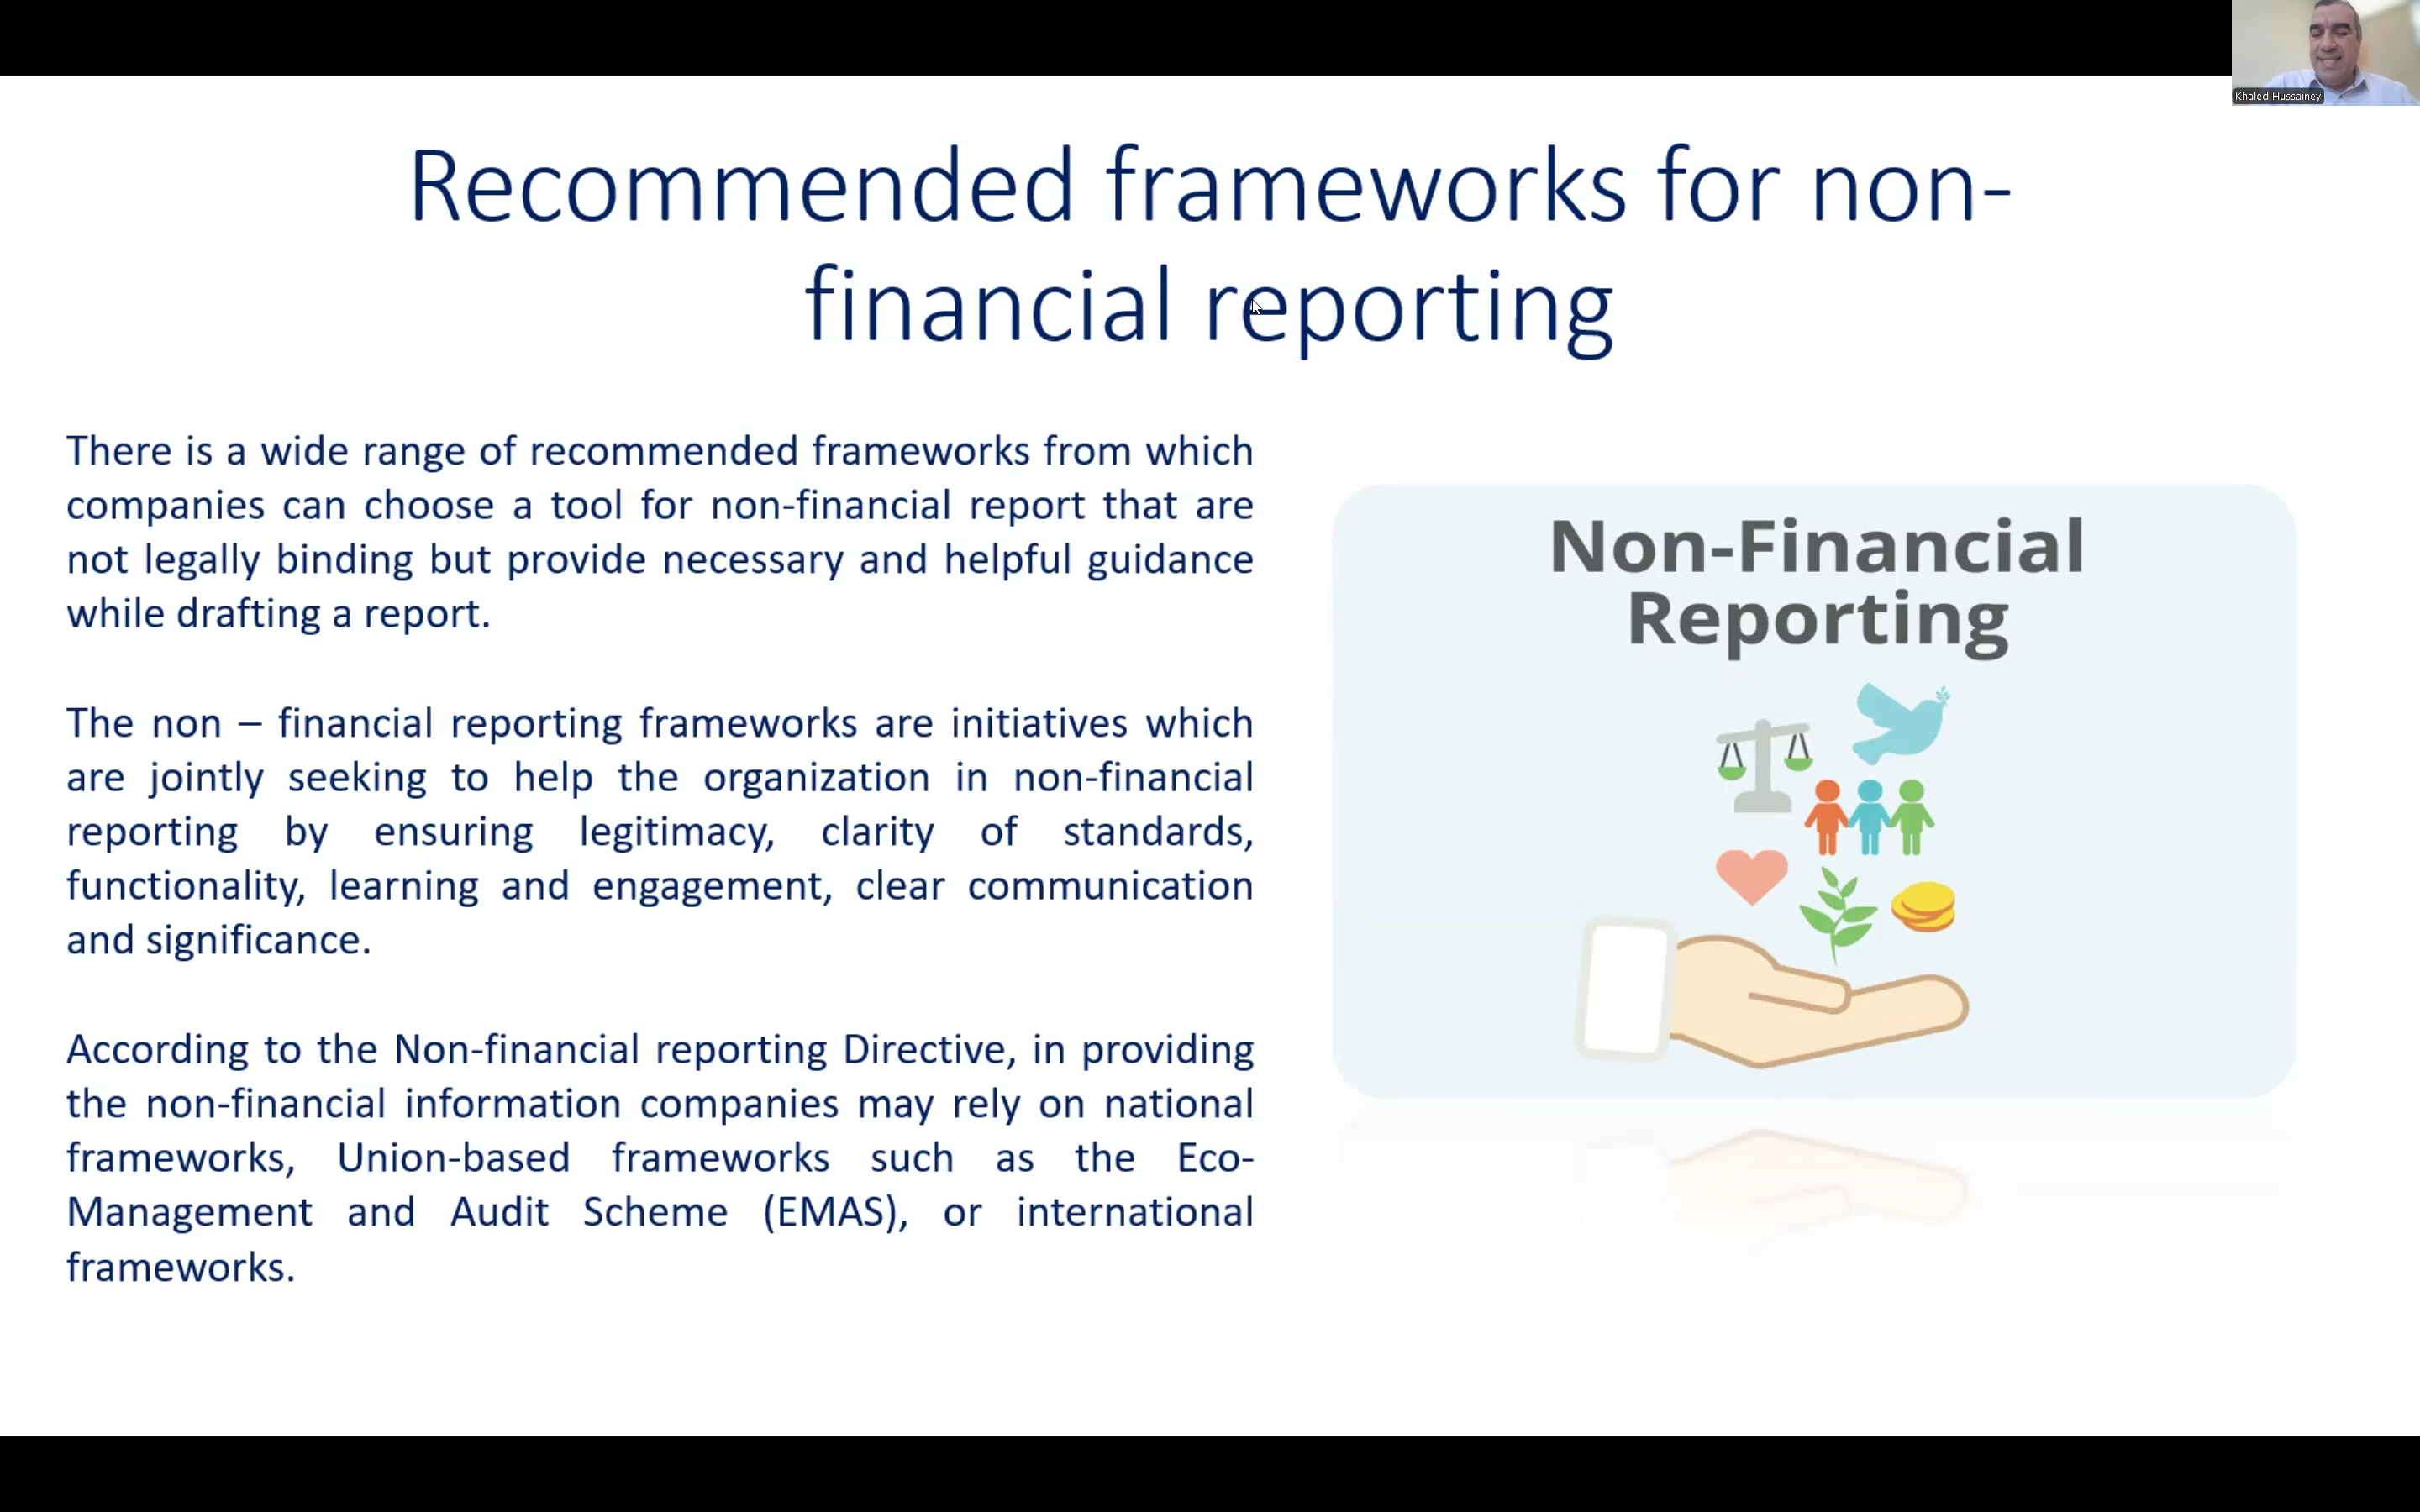 Khaled Hussainey
Recommended frameworks for non-
financial reporting
There is a wide range of recommended frameworks from which
companies can choose a tool for non-financial report that are
not legally binding but provide necessary and helpful guidance
while drafting a report.
The non – financial reporting frameworks are initiatives which
are jointly seeking to help the organization in non-financial
reporting by ensuring legitimacy, clarity of standards,
functionality, learning and engagement, clear communication
and significance.
According to the Non-financial reporting Directive, in providing
the non-financial information companies may rely on national
frameworks, Union-based frameworks such as the Eco-
Management and Audit Scheme (EMAS), or international
frameworks.
Non-Financial
Reporting